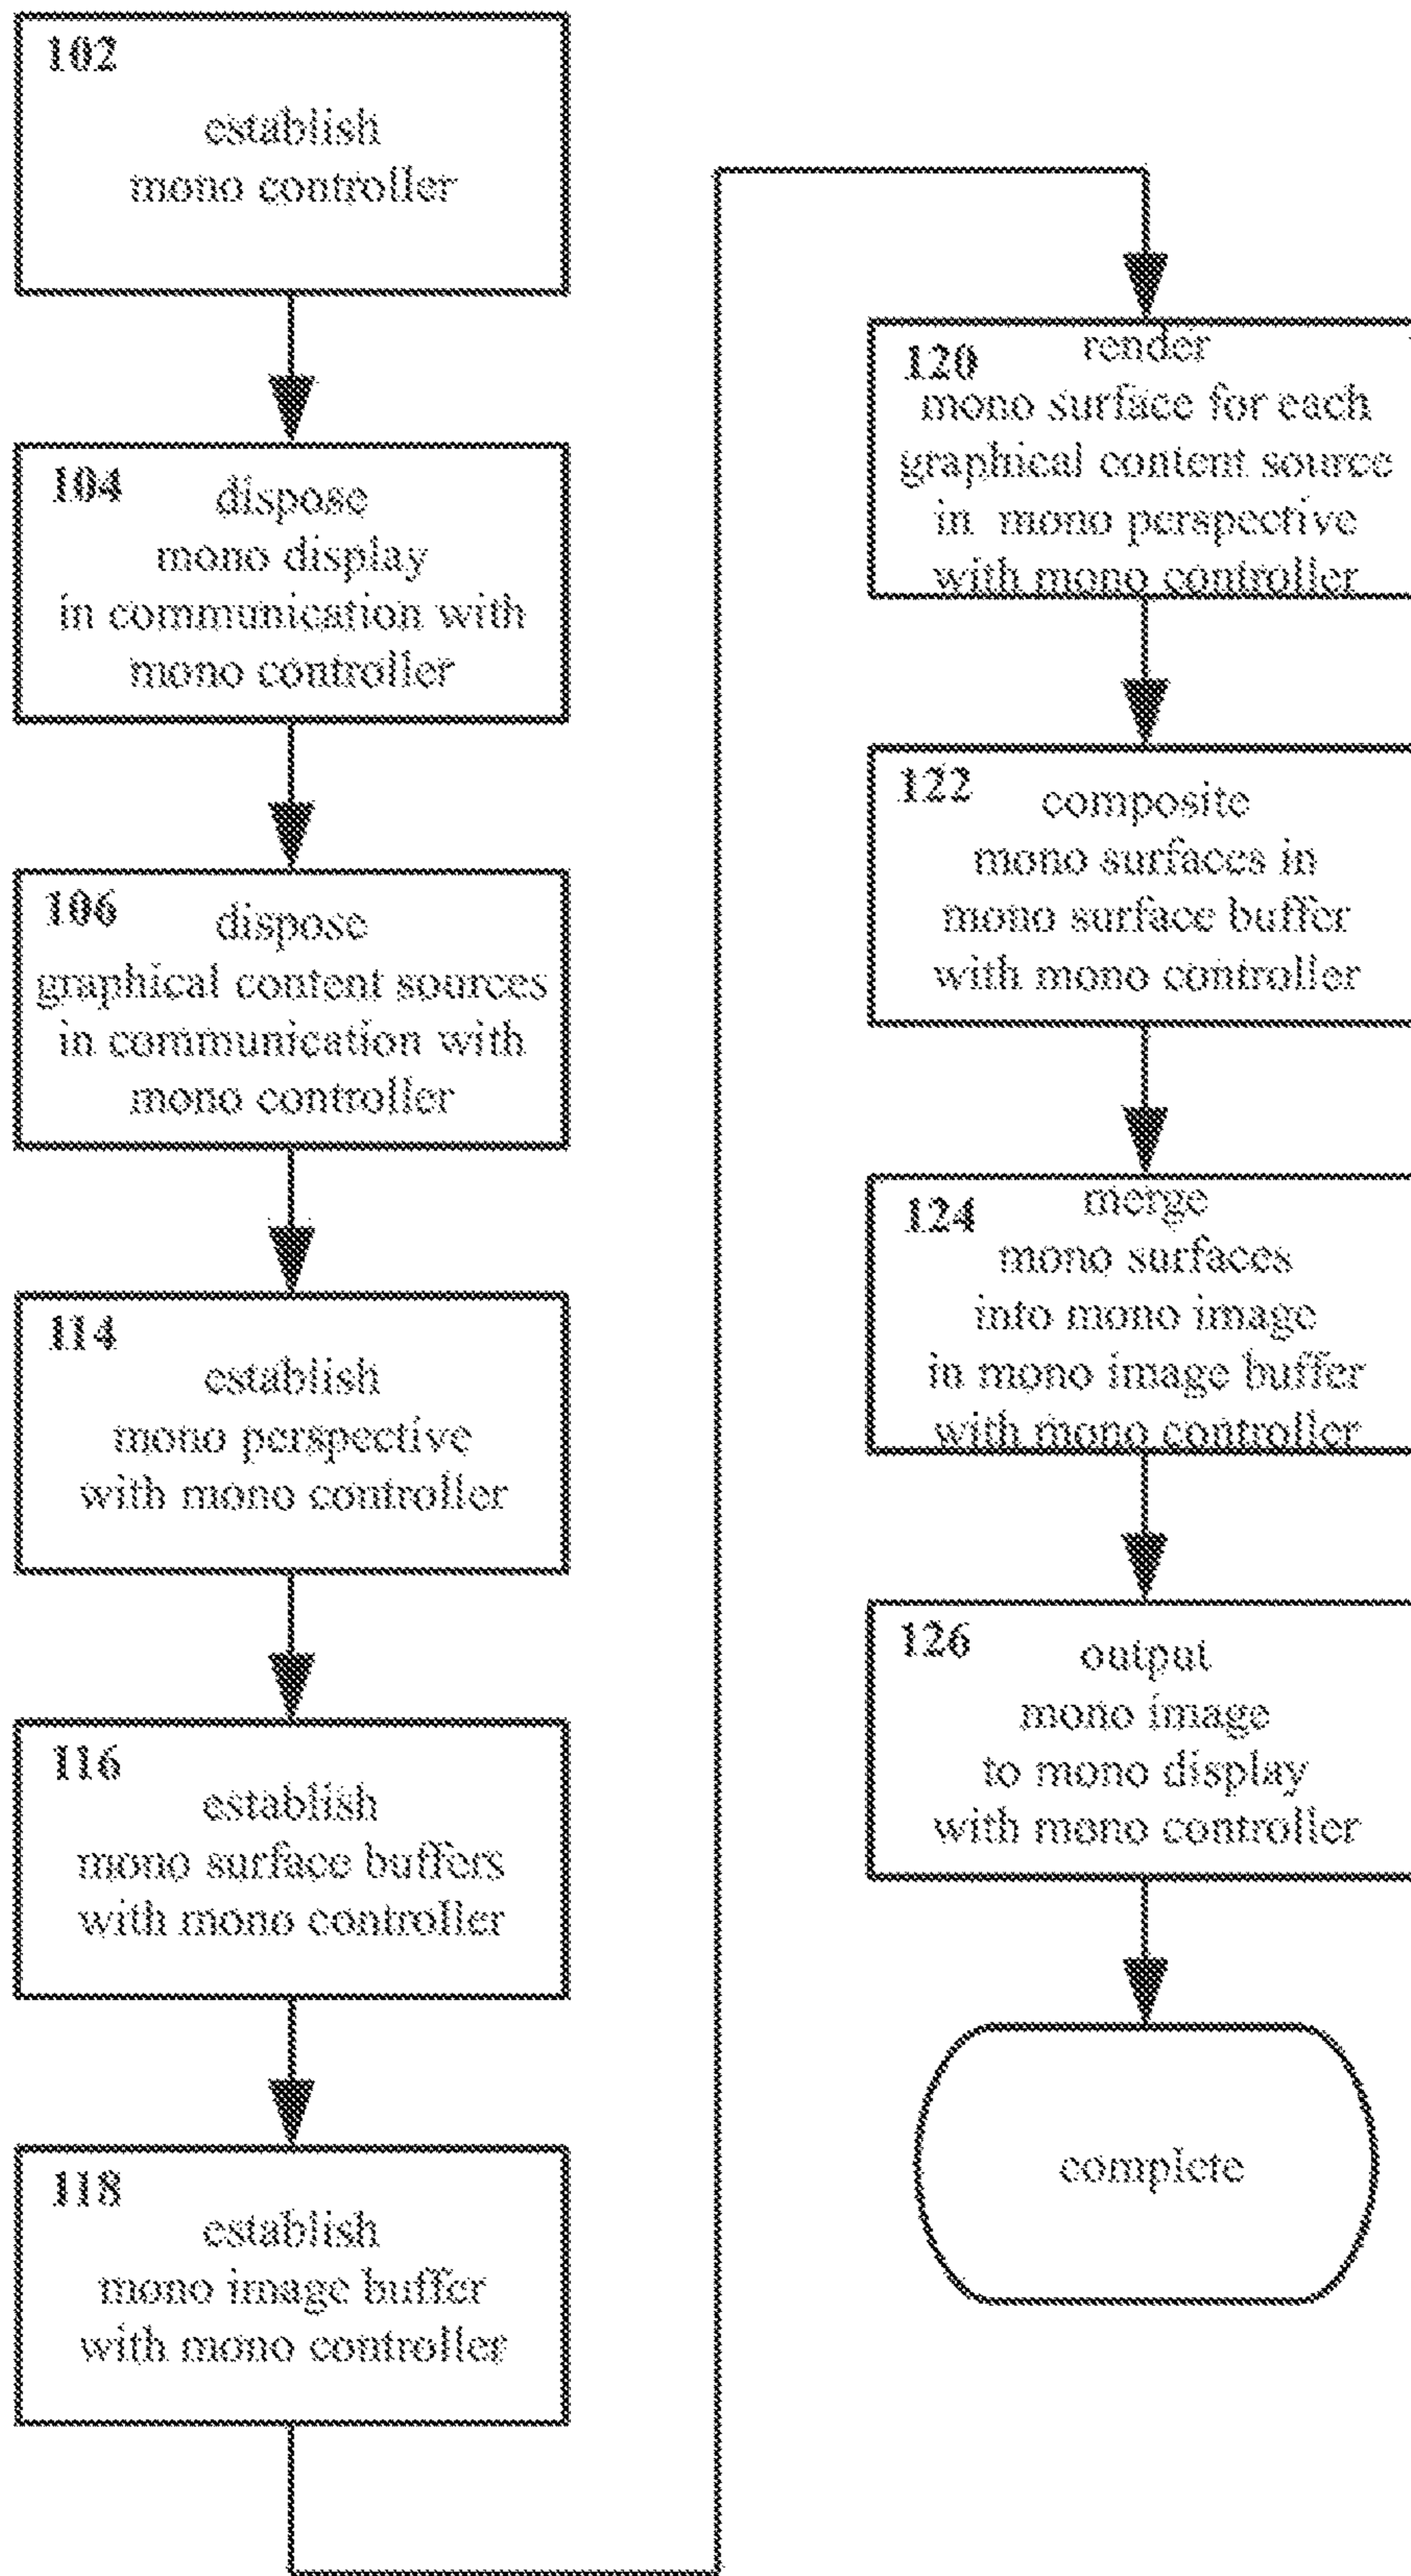 102
establish
mono controller
104
dispose
mono display
in communication with
mono controller
106
dispose
graphical content sources
in communication with
mono controller
114
establish
mono perspective
with mono controller
116
establish
mono surface buffers
with mono controller
118
establish
mono image buffer
with mono controller
120
render
mono surface for each
graphical content source
in mono perspective
with mono controller
122
composite
mono surfaces in
mono surface buffer
with mono controller
124
merge
mono surfaces
into mono image
in mono image buffer
with mono controller
126
output
mono image
to mono display
with mono controller
complete